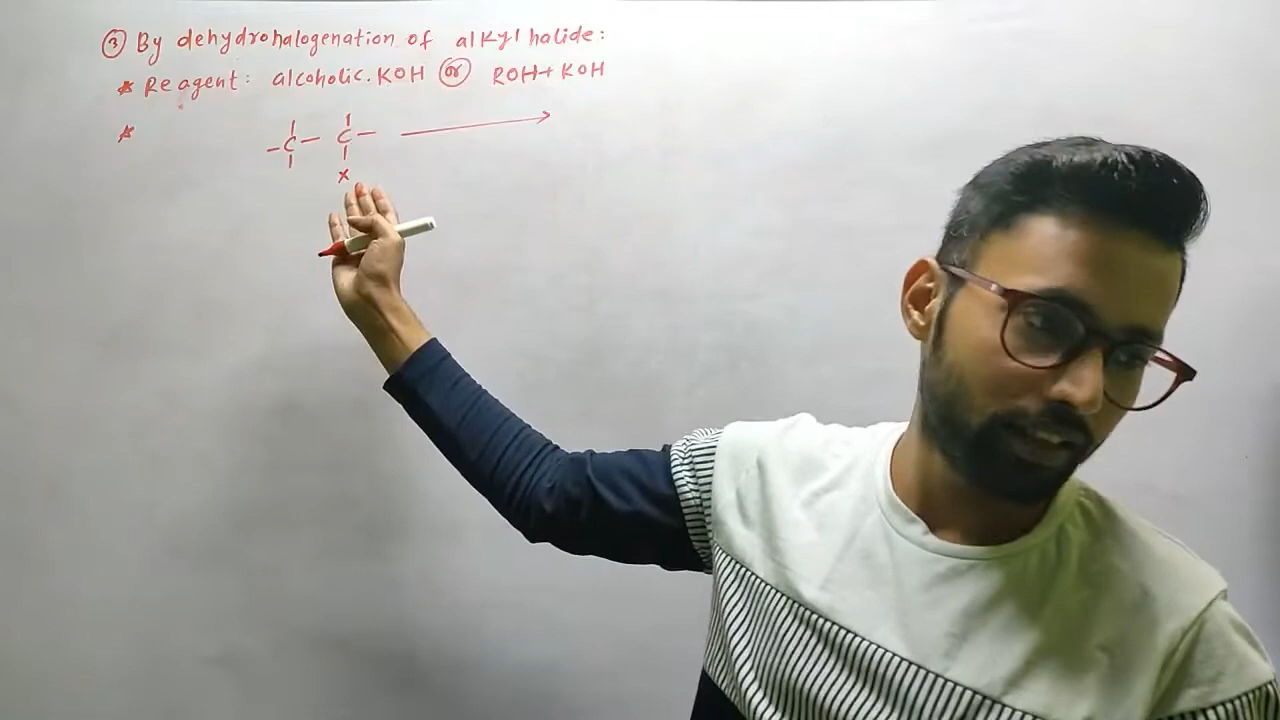 ③ By dehydrohalogenation of alkyl halide:
* Reagent: alcoholic.KOH or ROH+KOH
* -C-C-
X